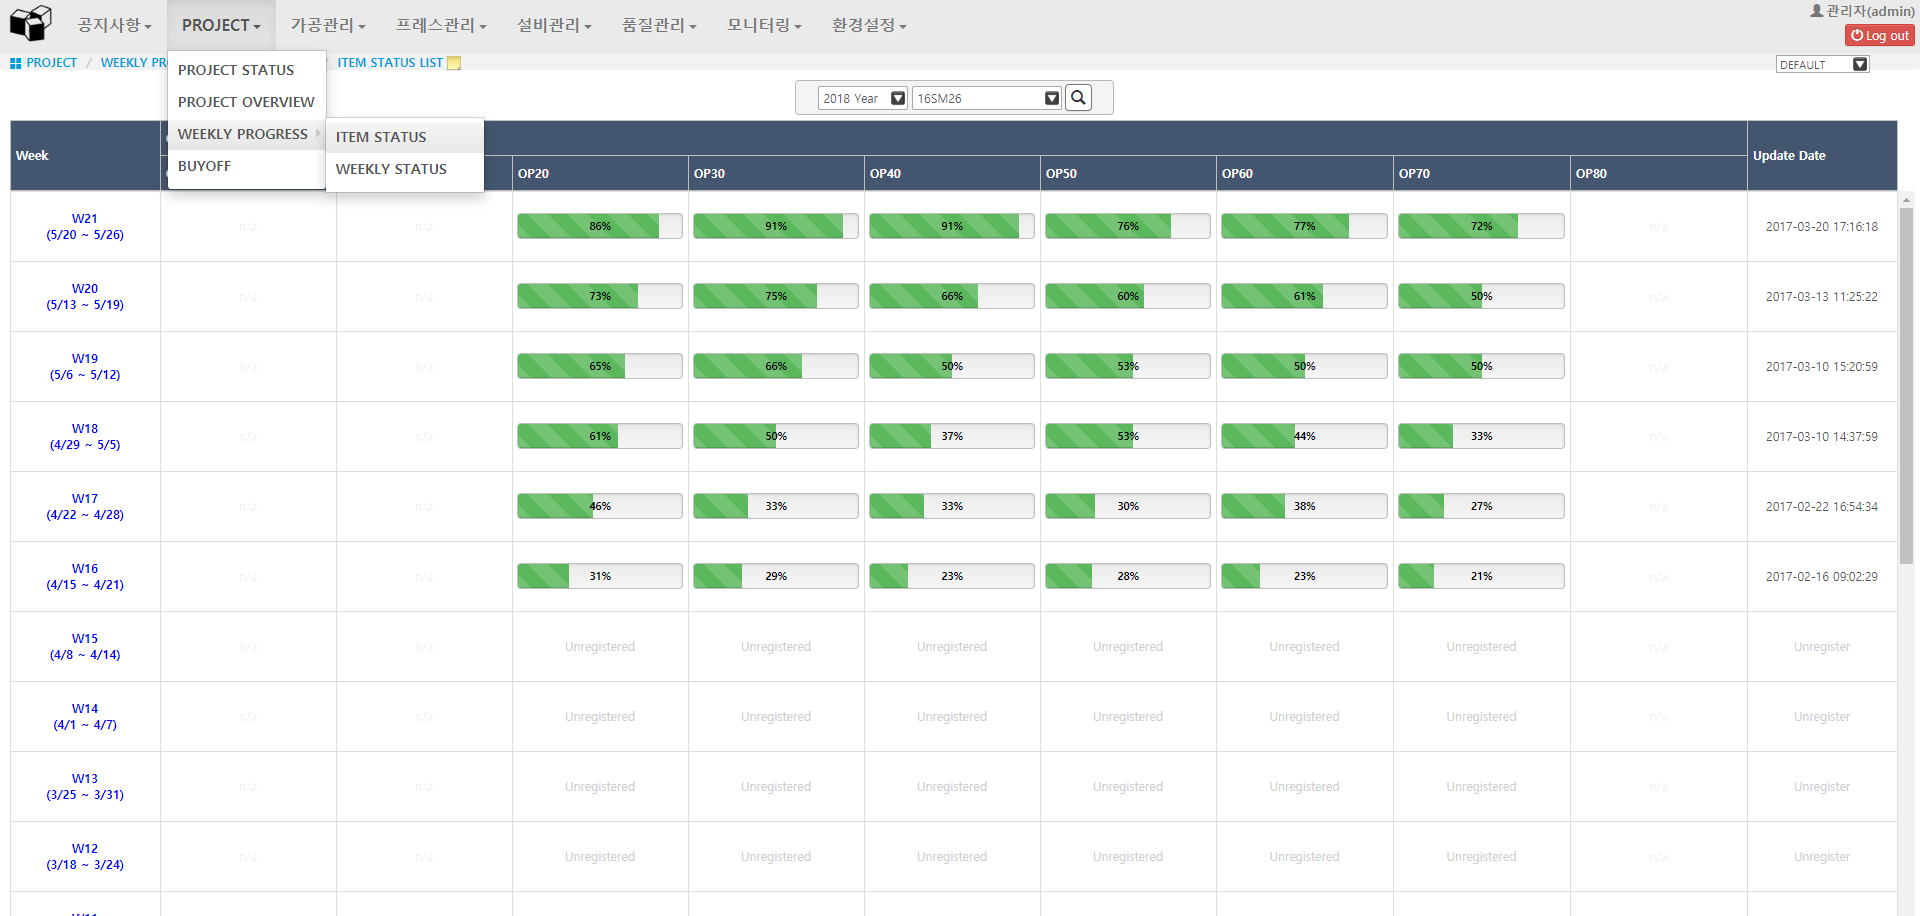 공지사항
PROJECT
가공관리
프레스관리
설비관리
품질관리
모니터링
환경설정
관리자(admin)
Log out
PROJECT / WEEKLY PR / ITEM STATUS LIST
DEFAULT
PROJECT STATUS
PROJECT OVERVIEW
WEEKLY PROGRESS
BUYOFF
ITEM STATUS
WEEKLY STATUS
2018 Year
16SM26
Week
Update Date
OP20 OP30 OP40 OP50 OP60 OP70 OP80
W21
(5/20 ~ 5/26)
n/a n/a 86% 91% 91% 76% 77% 72% n/a 2017-03-20 17:16:18
W20
(5/13 ~ 5/19)
n/a n/a 73% 75% 66% 60% 61% 50% n/a 2017-03-13 11:25:22
W19
(5/6 ~ 5/12)
n/a n/a 65% 66% 50% 53% 50% 50% n/a 2017-03-10 15:20:59
W18
(4/29 ~ 5/5)
n/a n/a 61% 50% 37% 53% 44% 33% n/a 2017-03-10 14:37:59
W17
(4/22 ~ 4/28)
n/a n/a 46% 33% 33% 30% 38% 27% n/a 2017-02-22 16:54:34
W16
(4/15 ~ 4/21)
n/a n/a 31% 29% 23% 28% 23% 21% n/a 2017-02-16 09:02:29
W15
(4/8 ~ 4/14)
n/a n/a Unregistered Unregistered Unregistered Unregistered Unregistered Unregistered n/a Unregister
W14
(4/1 ~ 4/7)
n/a n/a Unregistered Unregistered Unregistered Unregistered Unregistered Unregistered n/a Unregister
W13
(3/25 ~ 3/31)
n/a n/a Unregistered Unregistered Unregistered Unregistered Unregistered Unregistered n/a Unregister
W12
(3/18 ~ 3/24)
n/a n/a Unregistered Unregistered Unregistered Unregistered Unregistered Unregistered n/a Unregister